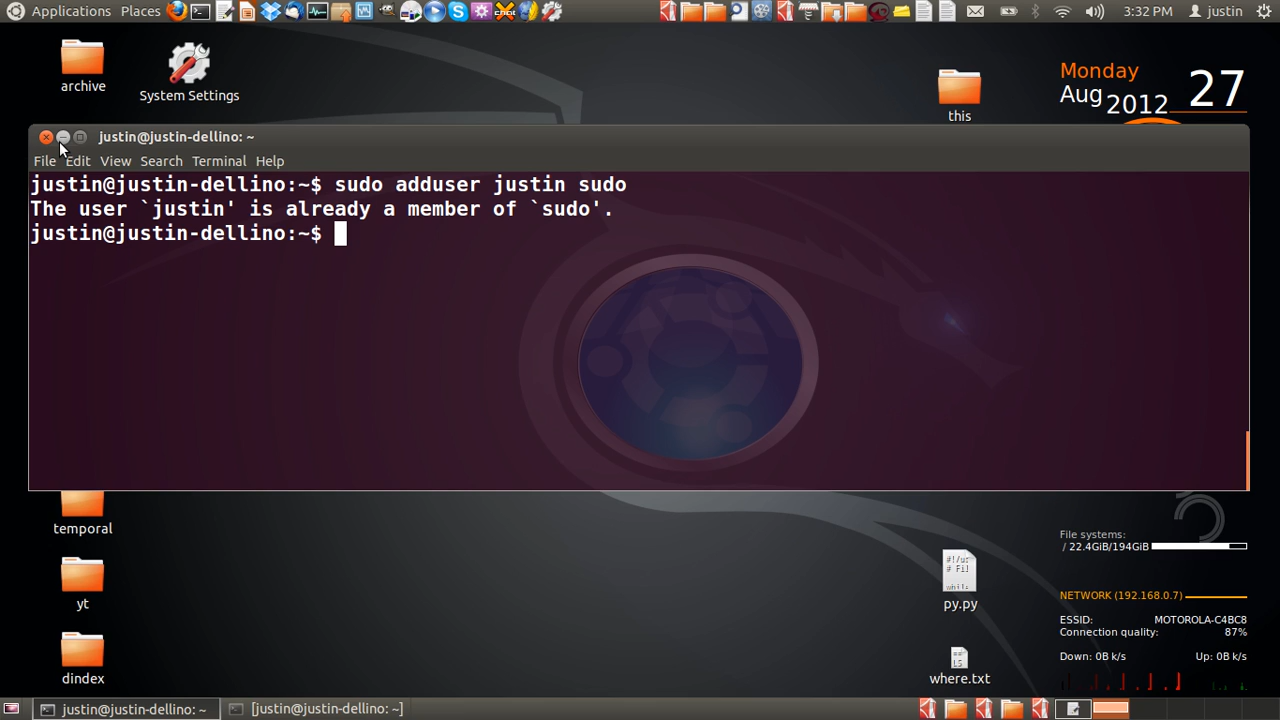 Applications Places 3:32 PM justin
archive
System Settings
this
Monday
Aug 2012 27
justin@justin-dellino: ~
File Edit View Search Terminal Help
justin@justin-dellino:~$ sudo adduser justin sudo
The user `justin' is already a member of `sudo'.
justin@justin-dellino:~$
temporal
File systems:
/ 22.4GiB/194GiB
yt
py.py
NETWORK (192.168.0.7)
ESSID: MOTOROLA-C4BC8
Connection quality: 87%
Down: 0B k/s Up: 0B k/s
dindex
where.txt
justin@justin-dellino: ~ [justin@justin-dellino: ~]